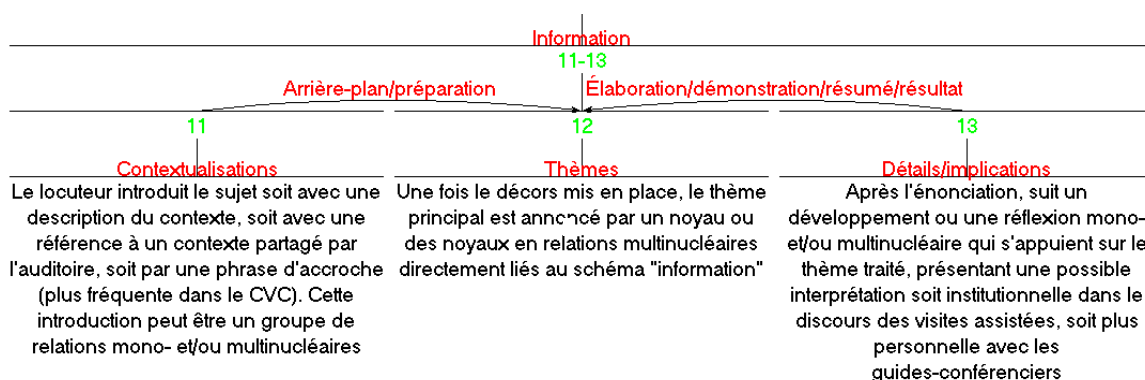 Information
11-13
Arrière-plan/préparation
Élaboration/démonstration/résumé/résultat
11
12
13
Contextualisations
Le locuteur introduit le sujet soit avec une
description du contexte, soit avec une
référence à un contexte partagé par
l'auditoire, soit par une phrase d'accroche
(plus fréquente dans le CVC). Cette
introduction peut être un groupe de
relations mono- et/ou multinucléaires
Thèmes
Une fois le décors mis en place, le thème
principal est annoncé par un noyau ou
des noyaux en relations multinucléaires
directement liés au schéma "information"
Détails/implications
Après l'énonciation, suit un
développement ou une réflexion mono-
et/ou multinucléaire qui s'appuient sur le
thème traité, présentant une possible
interprétation soit institutionnelle dans le
discours des visites assistées, soit plus
personnelle avec les
guides-conférenciers